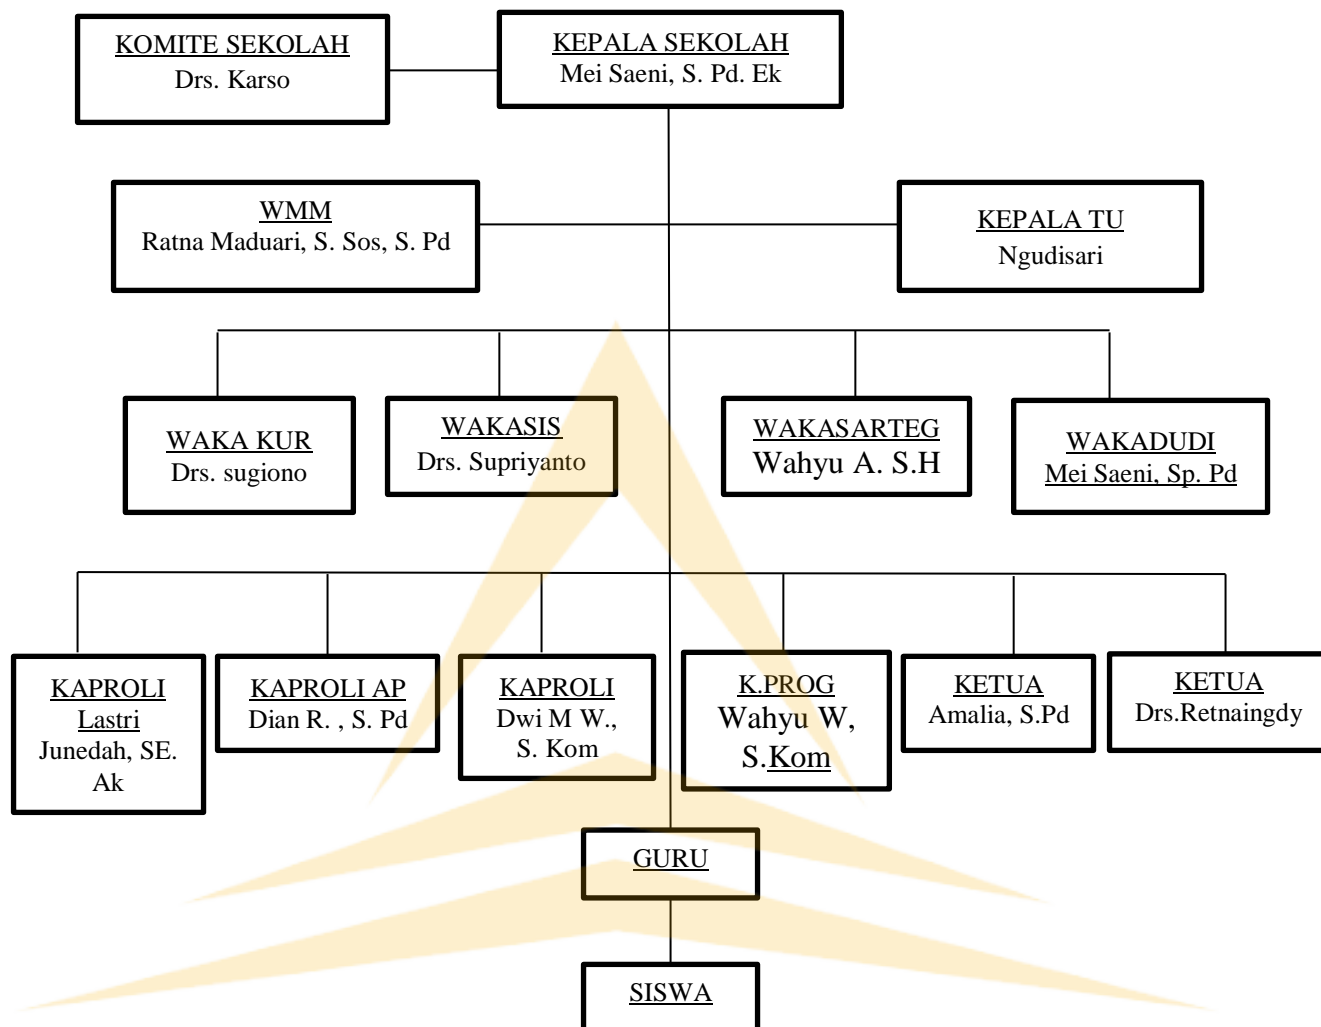 KOMITE SEKOLAH
Drs. Karso
KEPALA SEKOLAH
Mei Saeni, S. Pd. Ek
WMM
Ratna Maduari, S. Sos, S. Pd
KEPALA TU
Ngudisari
WAKA KUR
Drs. sugiono
WAKASIS
Drs. Supriyanto
WAKASARTEG
Wahyu A. S.H
WAKADUDI
Mei Saeni, Sp. Pd
KAPROLI
Lastri
Junedah, SE.
Ak
KAPROLI AP
Dian R. , S. Pd
KAPROLI
Dwi M W.,
S. Kom
K.PROG
Wahyu W,
S.Kom
KETUA
Amalia, S.Pd
KETUA
Drs.Retnaingdy
GURU
SISWA